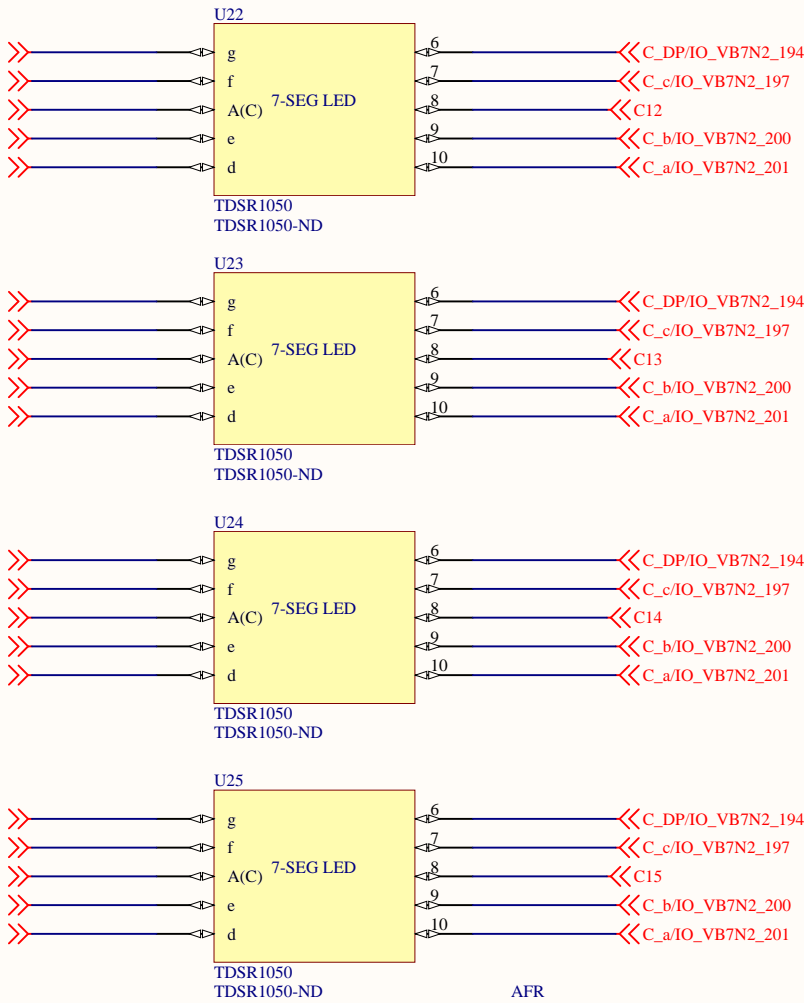 U22
g 6 C_DP/IO_VB7N2_194
f 7 C_c/IO_VB7N2_197
7-SEG LED
A(C) 8 C12
e 9 C_b/IO_VB7N2_200
d 10 C_a/IO_VB7N2_201
TDSR1050
TDSR1050-ND
U23
g 6 C_DP/IO_VB7N2_194
f 7 C_c/IO_VB7N2_197
7-SEG LED
A(C) 8 C13
e 9 C_b/IO_VB7N2_200
d 10 C_a/IO_VB7N2_201
TDSR1050
TDSR1050-ND
U24
g 6 C_DP/IO_VB7N2_194
f 7 C_c/IO_VB7N2_197
7-SEG LED
A(C) 8 C14
e 9 C_b/IO_VB7N2_200
d 10 C_a/IO_VB7N2_201
TDSR1050
TDSR1050-ND
U25
g 6 C_DP/IO_VB7N2_194
f 7 C_c/IO_VB7N2_197
7-SEG LED
A(C) 8 C15
e 9 C_b/IO_VB7N2_200
d 10 C_a/IO_VB7N2_201
TDSR1050
TDSR1050-ND AFR